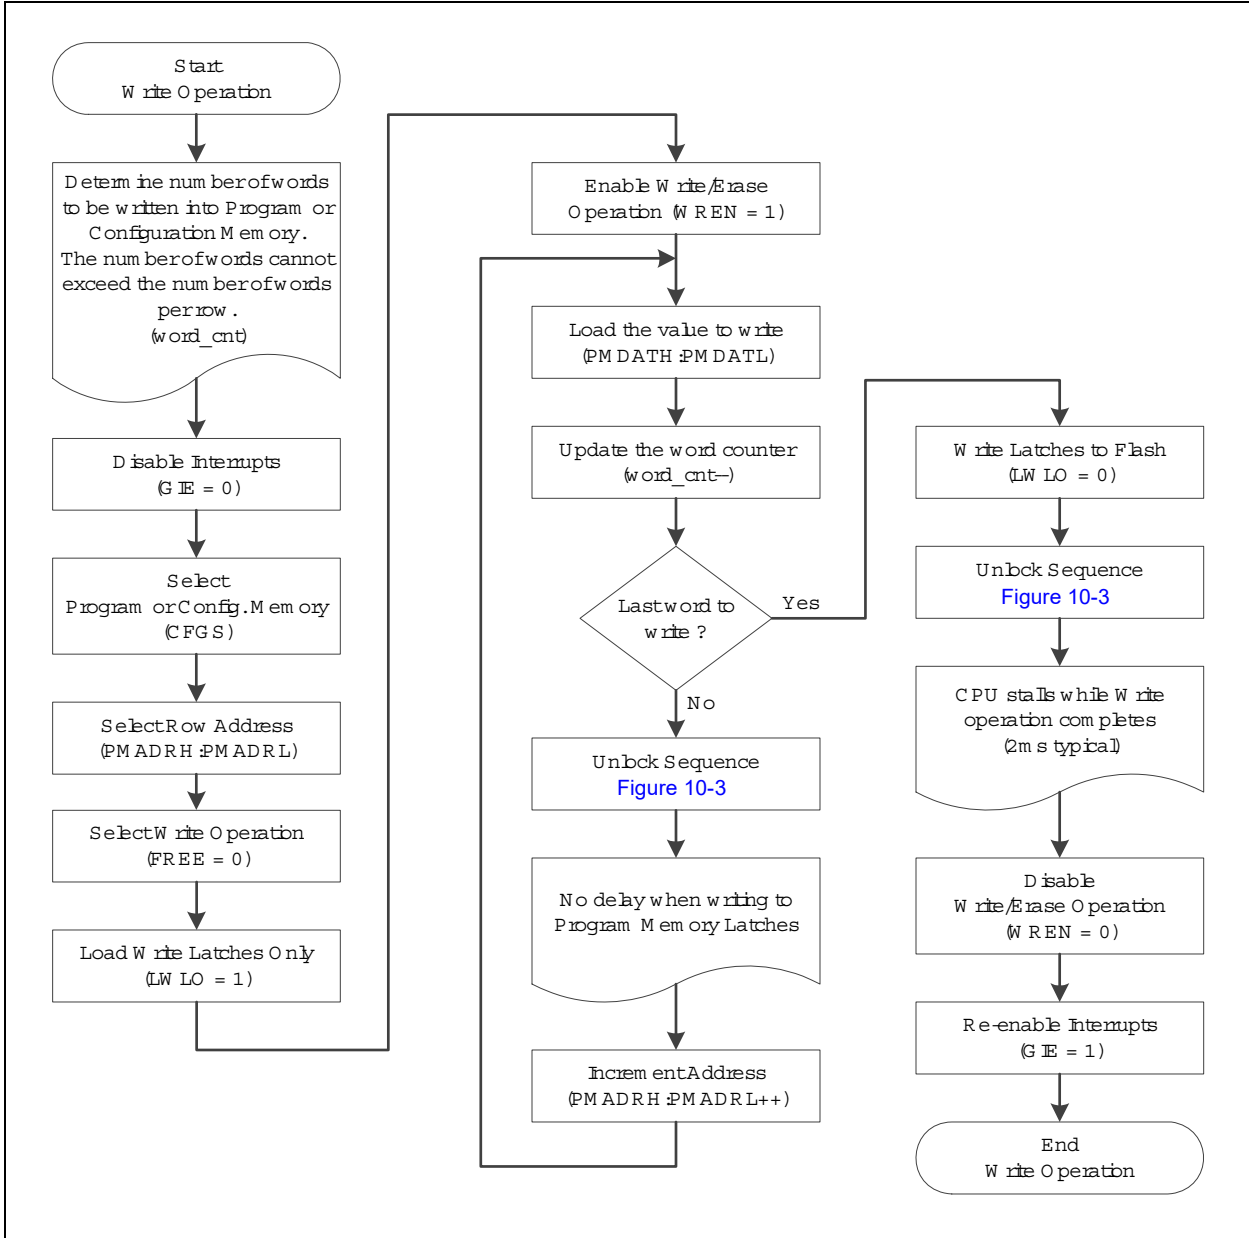 Start
Write Operation
Determine number of words
to be written into Program or
Configuration Memory.
The number of words cannot
exceed the number of words
per row.
(word_cnt)
Disable Interrupts
(GIE = 0)
Select
Program or Config. Memory
(CFGS)
Select Row Address
(PMADRH:PMADRL)
Select Write Operation
(FREE = 0)
Load Write Latches Only
(LWLO = 1)
Enable Write/Erase
Operation (WREN = 1)
Load the value to write
(PMDATH:PMDATL)
Update the word counter
(word_cnt--)
Last word to
write ?
Yes
No
Unlock Sequence
Figure 10-3
No delay when writing to
Program Memory Latches
Increment Address
(PMADRH:PMADRL++)
Write Latches to Flash
(LWLO = 0)
Unlock Sequence
Figure 10-3
CPU stalls while Write
operation completes
(2ms typical)
Disable
Write/Erase Operation
(WREN = 0)
Re-enable Interrupts
(GIE = 1)
End
Write Operation